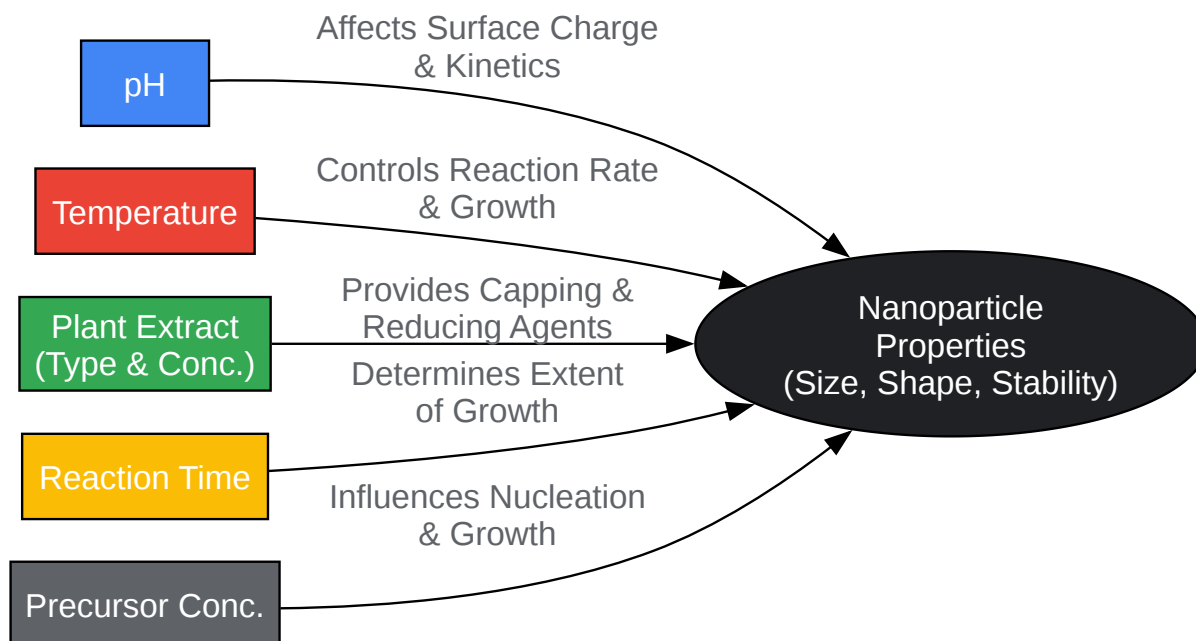 pH
Affects Surface Charge
& Kinetics
Temperature
Controls Reaction Rate
& Growth
Plant Extract
(Type & Conc.)
Provides Capping &
Reducing Agents
Reaction Time
Determines Extent
of Growth
Precursor Conc.
Influences Nucleation
& Growth
Nanoparticle
Properties
(Size, Shape, Stability)